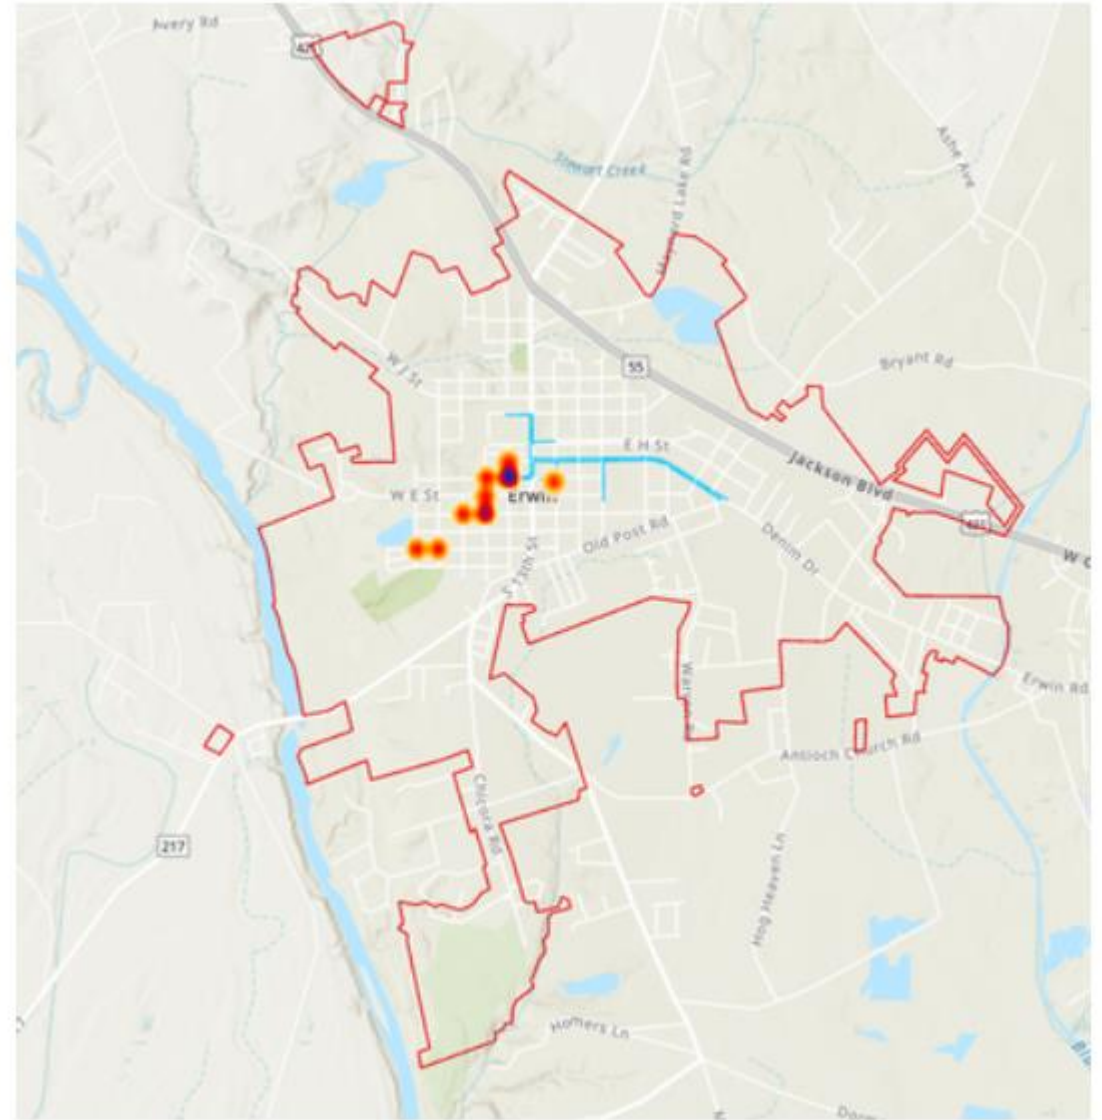 Avery Rd
421
Stewart Creek
Maynard Lake Rd
Ashe Ave
W J St
55
Bryant Rd
E H St
Jackson Blvd
W E St
Erwin
421
Old Post Rd
Denim Dr
W C
S 13th St
Erwin Rd
Antioch Church Rd
Chicora Rd
217
Hog Heaven Ln
Homers Ln